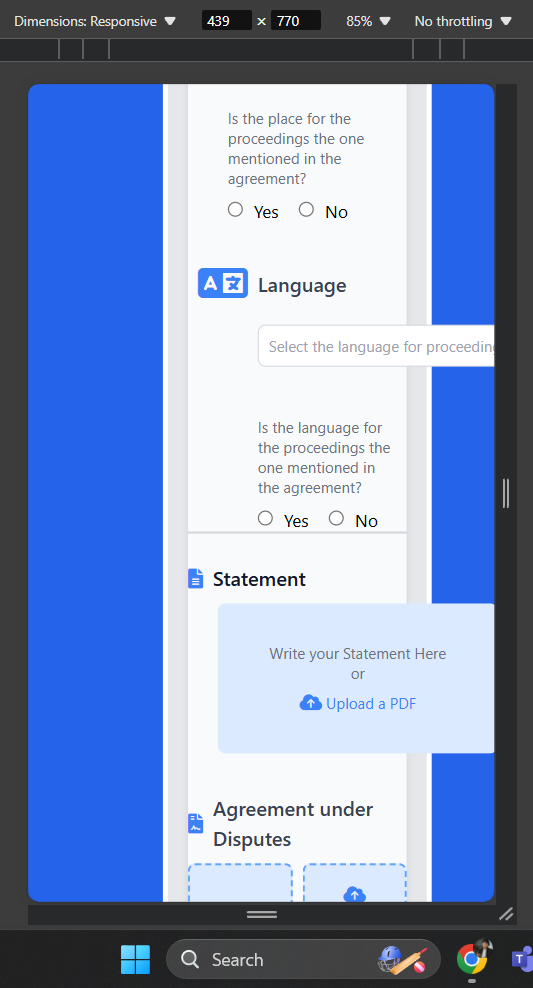 Dimensions: Responsive 439 × 770 85% No throttling
Is the place for the
proceedings the one
mentioned in the
agreement?
Yes No
A Language
Select the language for proceedin
Is the language for
the proceedings the
one mentioned in
the agreement?
Yes No
Statement
Write your Statement Here
or
Upload a PDF
Agreement under
Disputes
Search
T